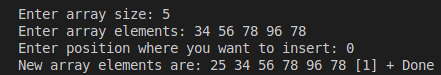 Enter array size: 5
Enter array elements: 34 56 78 96 78
Enter position where you want to insert: 0
New array elements are: 25 34 56 78 96 78 [1] + Done